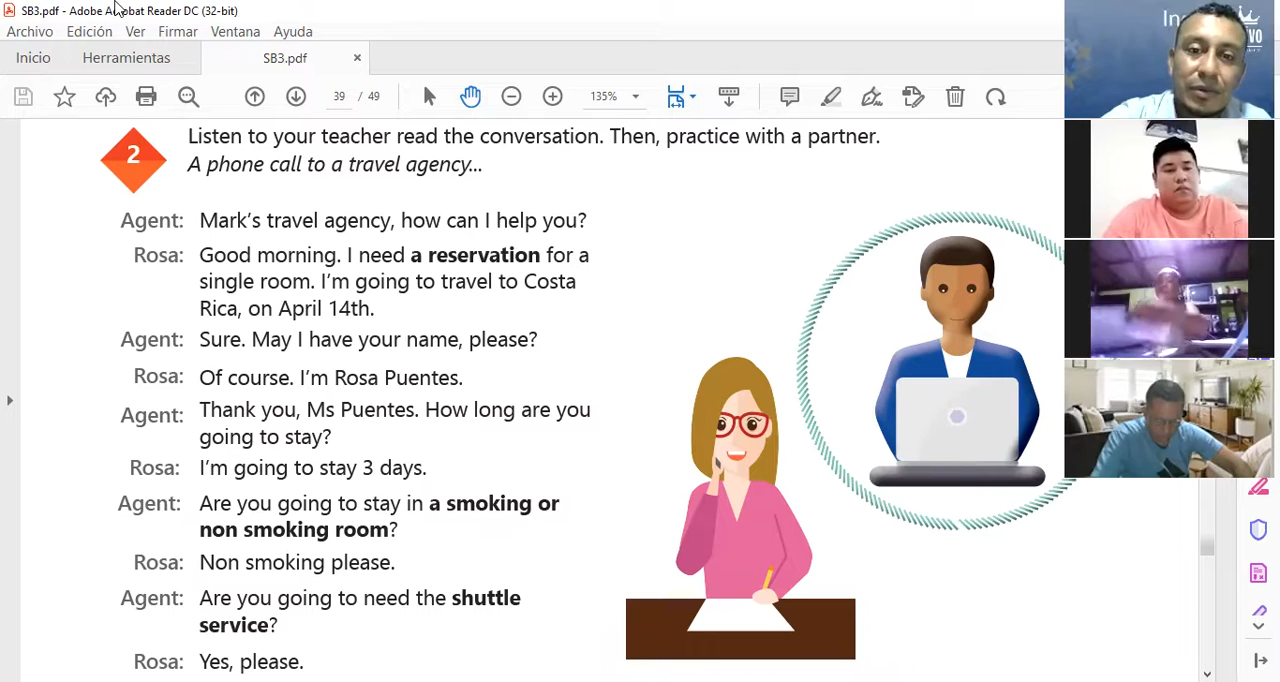 SB3.pdf - Adobe Acrobat Reader DC (32-bit)
Archivo Edición Ver Firmar Ventana Ayuda
Inicio Herramientas SB3.pdf ×
39 / 49 135%
2
Listen to your teacher read the conversation. Then, practice with a partner.
A phone call to a travel agency...
Agent: Mark's travel agency, how can I help you?
Rosa: Good morning. I need a reservation for a
single room. I'm going to travel to Costa
Rica, on April 14th.
Agent: Sure. May I have your name, please?
Rosa: Of course. I'm Rosa Puentes.
Agent: Thank you, Ms Puentes. How long are you
going to stay?
Rosa: I'm going to stay 3 days.
Agent: Are you going to stay in a smoking or
non smoking room?
Rosa: Non smoking please.
Agent: Are you going to need the shuttle
service?
Rosa: Yes, please.